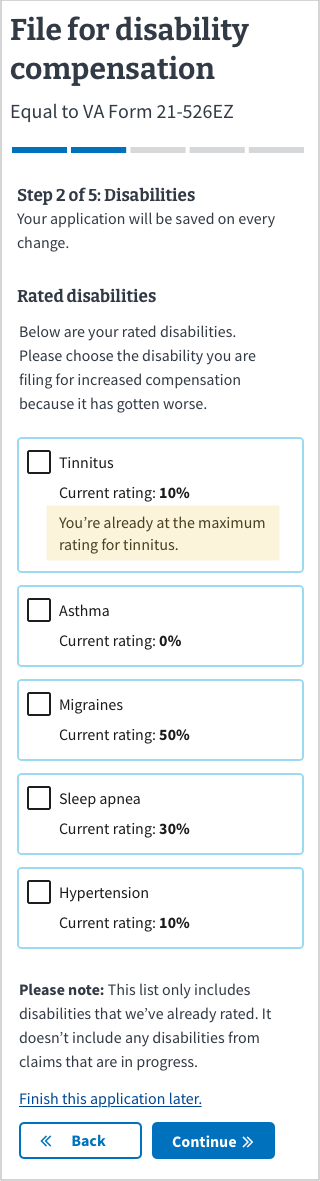 File for disability
compensation
Equal to VA Form 21-526EZ
Step 2 of 5: Disabilities
Your application will be saved on every
change.
Rated disabilities
Below are your rated disabilities.
Please choose the disability you are
filing for increased compensation
because it has gotten worse.
Tinnitus
Current rating: 10%
You’re already at the maximum
rating for tinnitus.
Asthma
Current rating: 0%
Migraines
Current rating: 50%
Sleep apnea
Current rating: 30%
Hypertension
Current rating: 10%
Please note: This list only includes
disabilities that we’ve already rated. It
doesn’t include any disabilities from
claims that are in progress.
Finish this application later.
« Back
Continue »